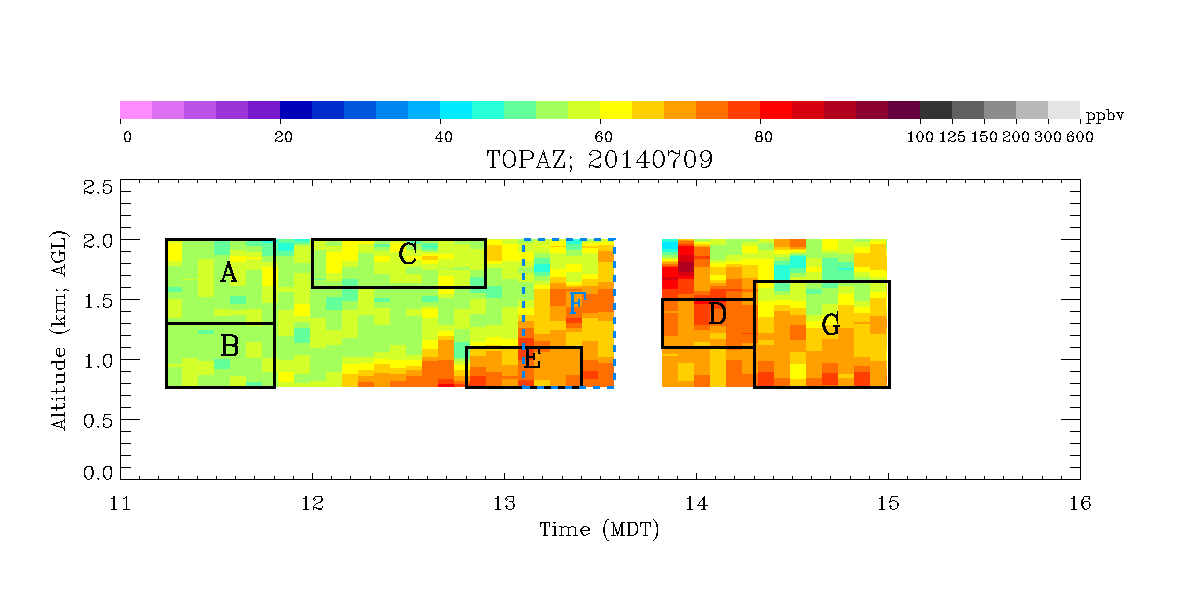 0 20 40 60 80 100 125 150 200 300 600 ppbv
TOPAZ; 20140709
2.5
2.0
1.5
1.0
0.5
0.0
Altitude (km; AGL)
A
B
C
D
E
F
G
11 12 13 14 15 16
Time (MDT)